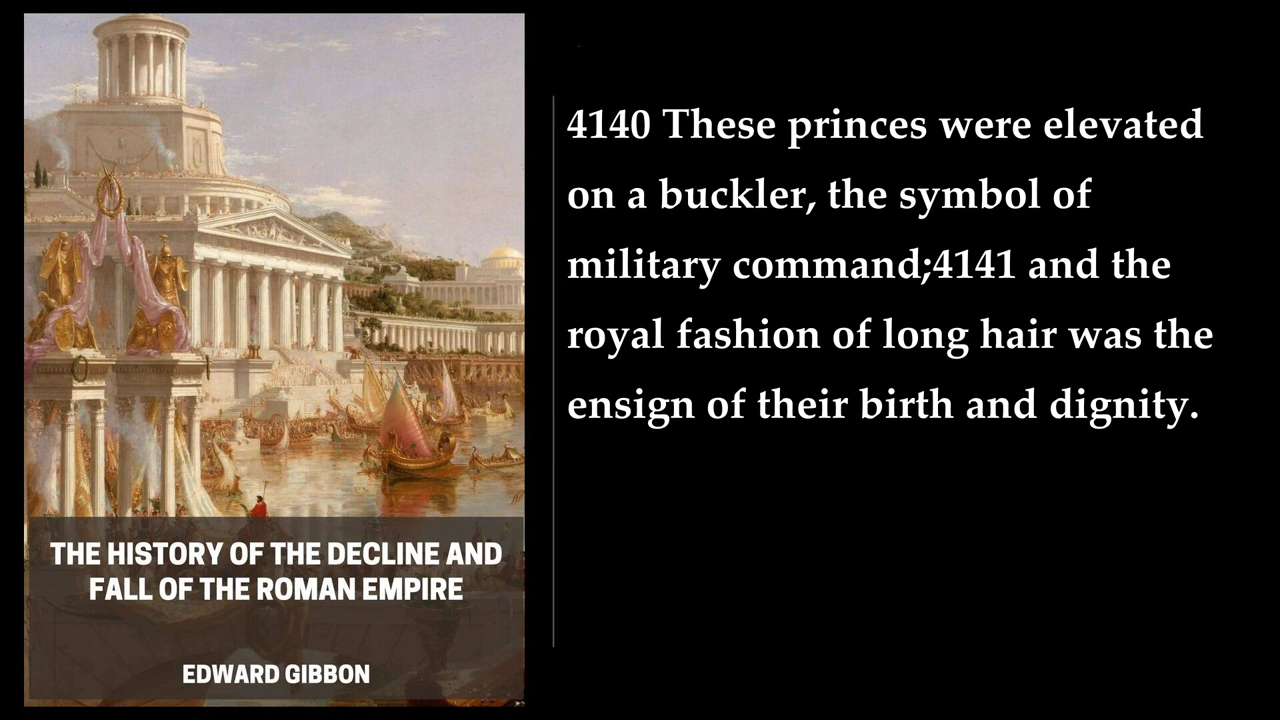 THE HISTORY OF THE DECLINE AND
FALL OF THE ROMAN EMPIRE
EDWARD GIBBON
4140 These princes were elevated
on a buckler, the symbol of
military command;4141 and the
royal fashion of long hair was the
ensign of their birth and dignity.